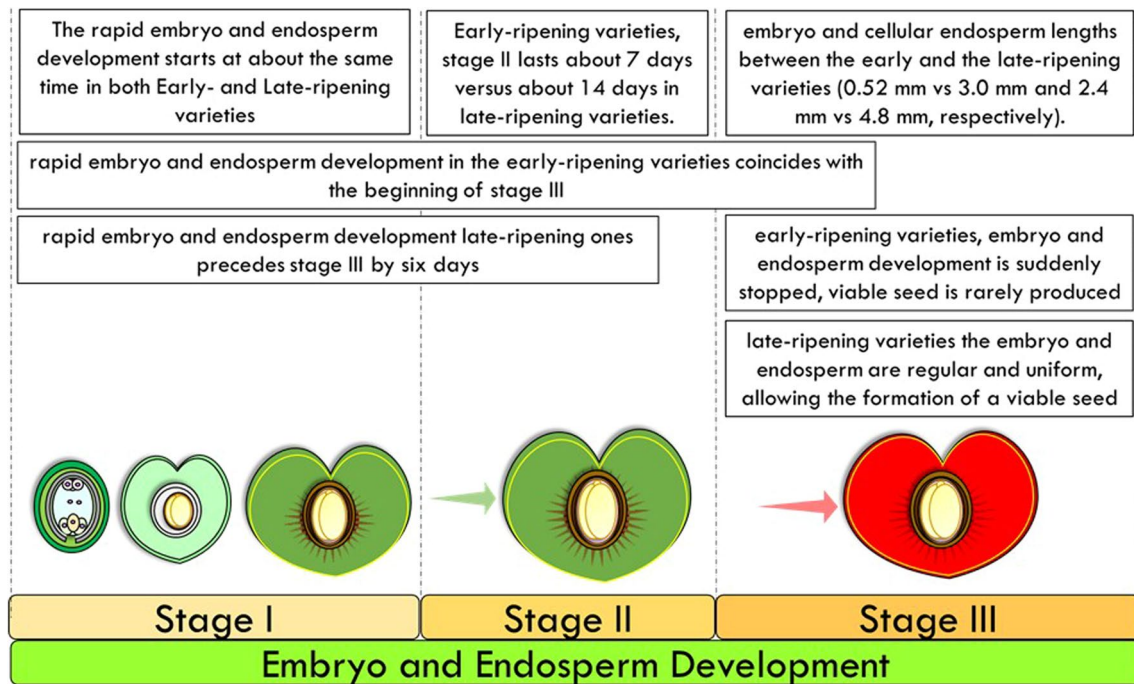 The rapid embryo and endosperm
development starts at about the same
time in both Early- and Late-ripening
varieties
Early-ripening varieties,
stage II lasts about 7 days
versus about 14 days in
late-ripening varieties.
embryo and cellular endosperm lengths
between the early and the late-ripening
varieties (0.52 mm vs 3.0 mm and 2.4
mm vs 4.8 mm, respectively).
rapid embryo and endosperm development in the early-ripening varieties coincides with
the beginning of stage III
rapid embryo and endosperm development late-ripening ones
precedes stage III by six days
early-ripening varieties, embryo and
endosperm development is suddenly
stopped, viable seed is rarely produced
late-ripening varieties the embryo and
endosperm are regular and uniform,
allowing the formation of a viable seed
Stage I
Stage II
Stage III
Embryo and Endosperm Development